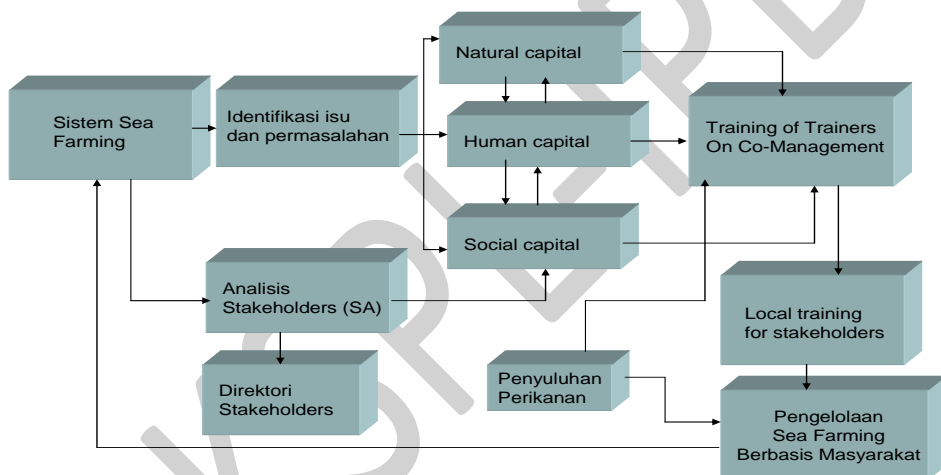 Natural capital
Sistem Sea
Farming
Identifikasi isu
dan permasalahan
Human capital
Training of Trainers
On Co-Management
Social capital
Analisis
Stakeholders (SA)
Local training
for stakeholders
Direktori
Stakeholders
Penyuluhan
Perikanan
Pengelolaan
Sea Farming
Berbasis Masyarakat